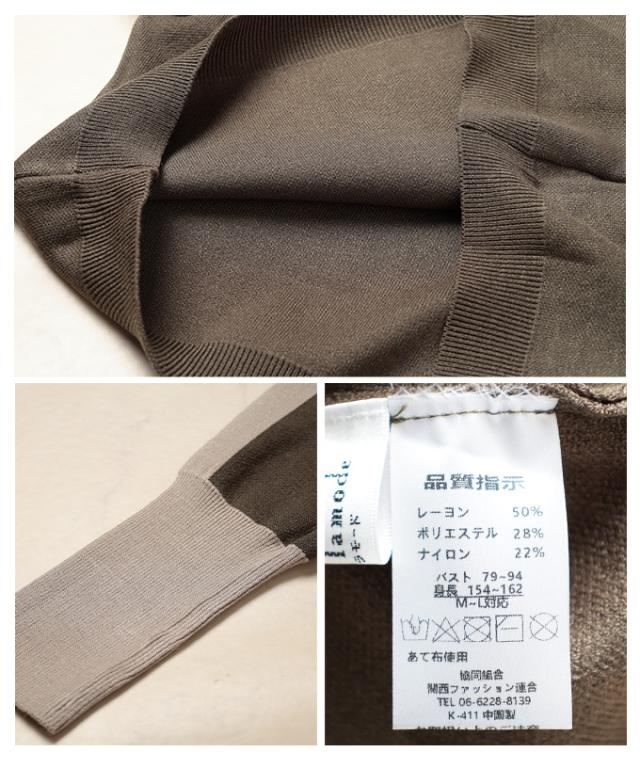 lamode
ラモード
品質指示
レーヨン 50%
ポリエステル 28%
ナイロン 22%
バスト 79~94
身長 154~162
M~L対応
あて布使用
協同組合
関西ファッション連合
TEL 06-6228-8139
K-411 中国製